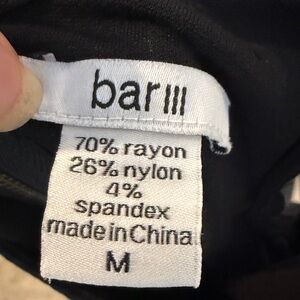 bar III
70% rayon
26% nylon
4%
spandex
made in China
M